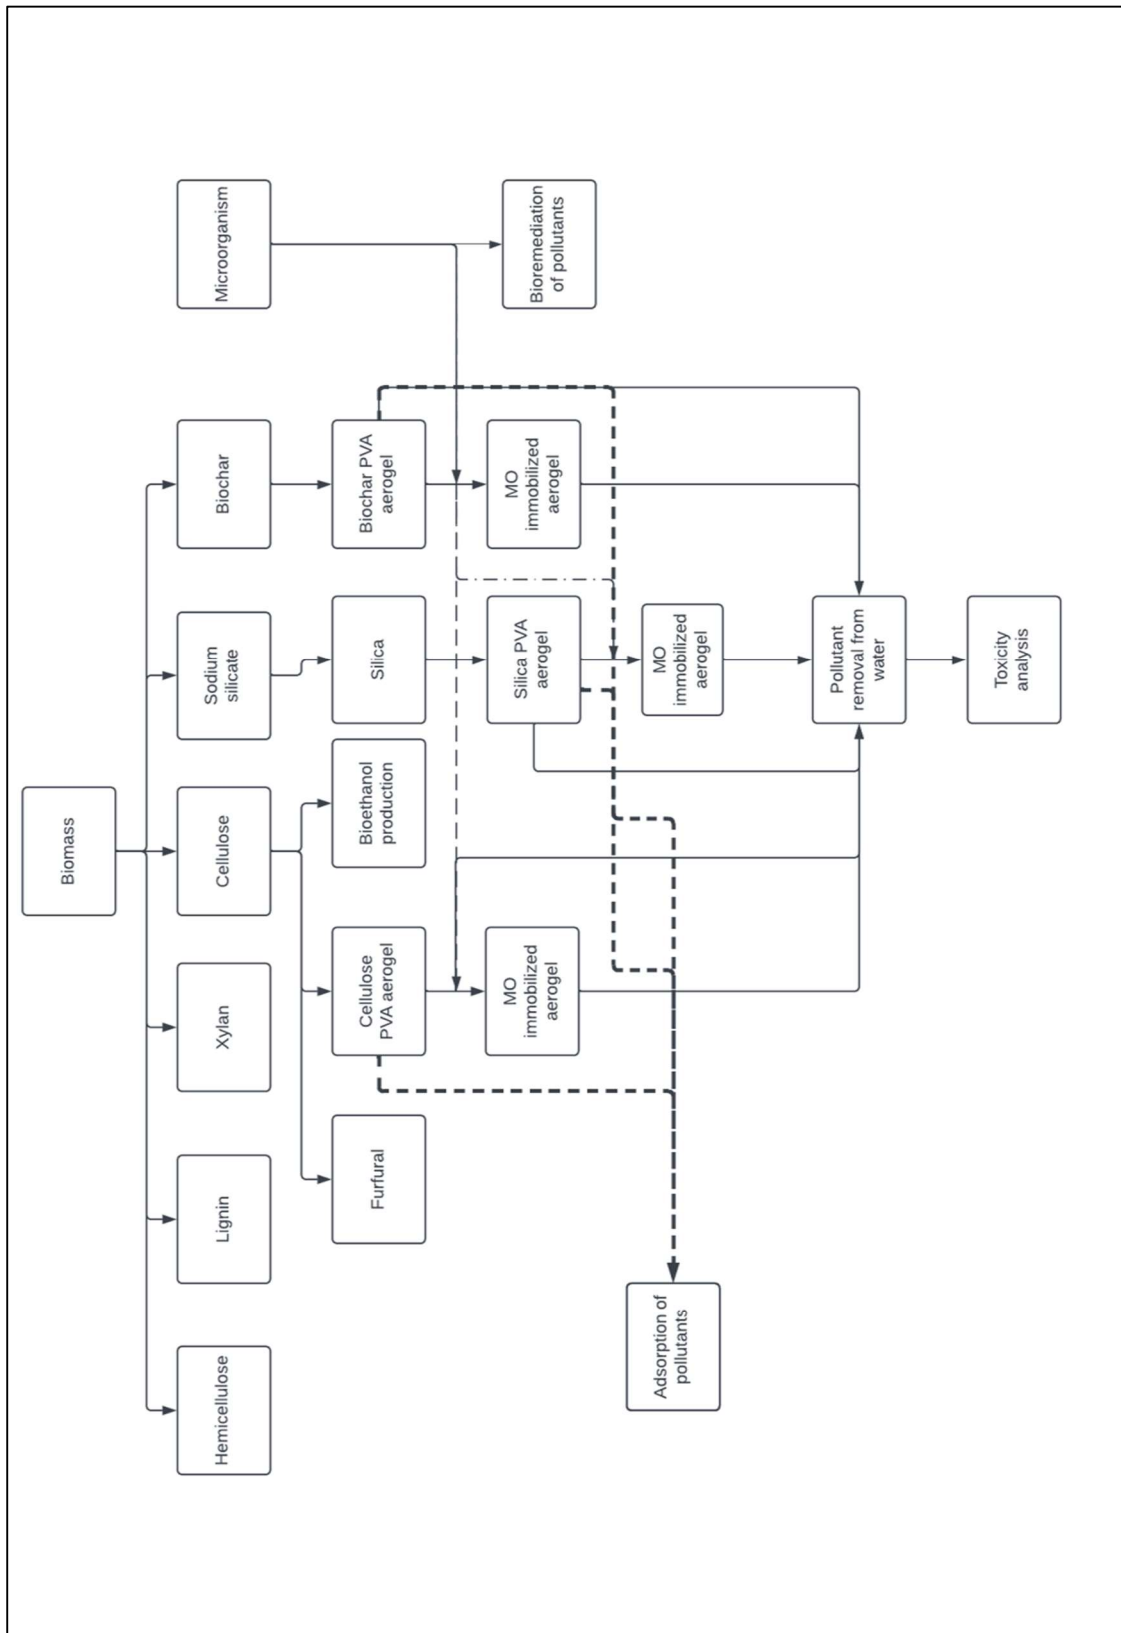 Biomass
Hemicellulose
Lignin
Xylan
Cellulose
Sodium
silicate
Biochar
Microorganism
Furfural
Cellulose
PVA aerogel
Bioethanol
production
Silica
Biochar PVA
aerogel
MO
immobilized
aerogel
Silica PVA
aerogel
MO
immobilized
aerogel
Bioremediation
of pollutants
Adsorption of
pollutants
MO
immobilized
aerogel
Pollutant
removal from
water
Toxicity
analysis